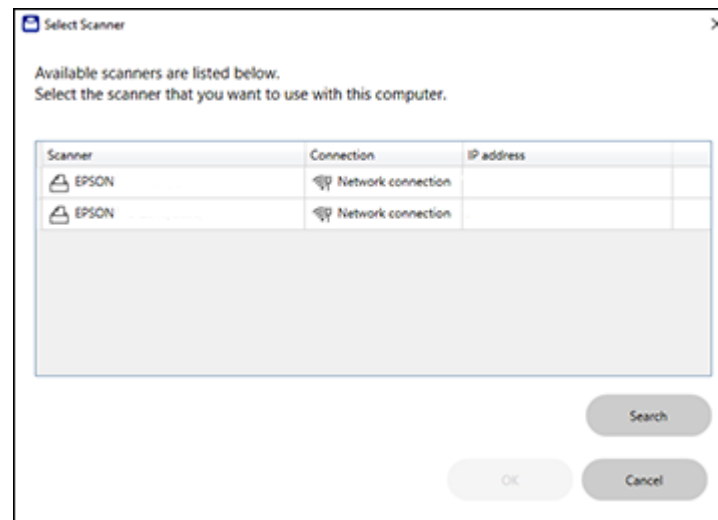 Select Scanner
Available scanners are listed below.
Select the scanner that you want to use with this computer.
Scanner Connection IP address
EPSON Network connection
EPSON Network connection
Search
OK Cancel